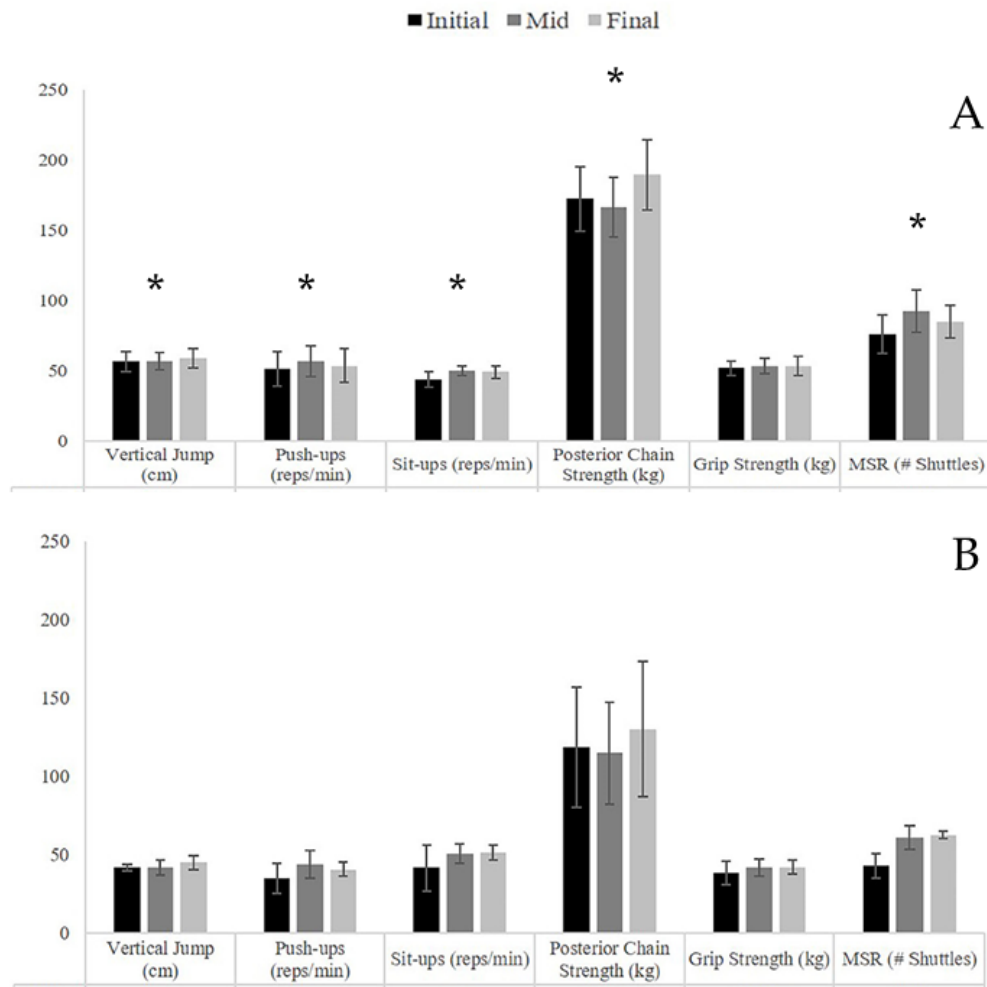 Initial Mid Final
A
*
*
* * *
250
200
150
100
50
0
Vertical Jump (cm) Push-ups (reps/min) Sit-ups (reps/min) Posterior Chain Strength (kg) Grip Strength (kg) MSR (# Shuttles)
B
250
200
150
100
50
0
Vertical Jump (cm) Push-ups (reps/min) Sit-ups (reps/min) Posterior Chain Strength (kg) Grip Strength (kg) MSR (# Shuttles)